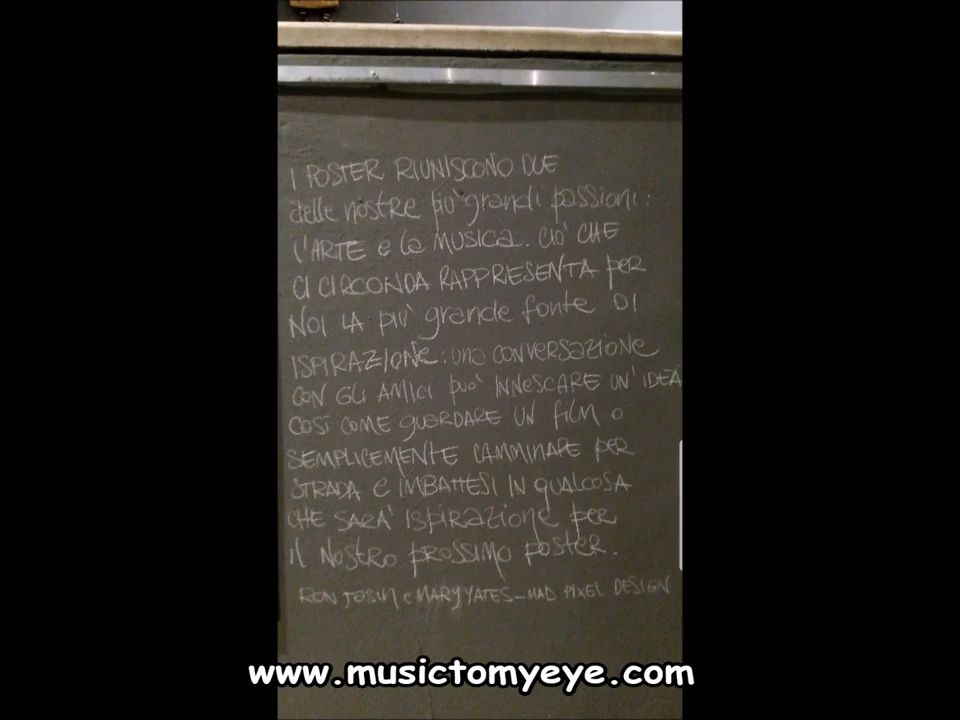 I POSTER RIUNISCONO DUE
delle nostre più grandi passioni:
L'ARTE e la MUSICA. CIÒ CHE
CI CIRCONDA RAPPRESENTA PER
NOI LA più grande fonte DI
ISPIRAZIONE: una CONVERSAZIONE
CON GLI AMICI può INNESCARE UN'IDEA
COSÌ COME GUARDARE UN film o
SEMPLICEMENTE CAMMINARE PER
STRADA e IMBATTESI IN QUALCOSA
CHE SARA' ISPIRAZIONE PER
il NOSTRO PROSSIMO POSTER.
RON e MARY YATES - MAD PIXEL DESIGN
www.musictomyeye.com